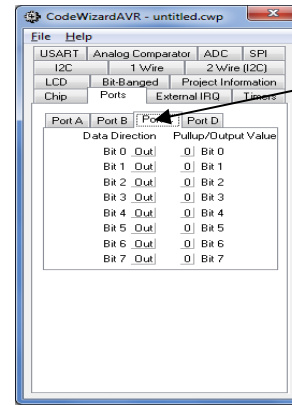 CodeWizardAVR - untitled.cwp
File Help
USART Analog Comparator ADC SPI
I2C 1 Wire 2 Wire (I2C)
LCD Bit-Banged Project Information
Chip Ports External IRQ Timers
Port A Port B Port D
Data Direction Pullup/Output Value
Bit 0 Out 0 Bit 0
Bit 1 Out 0 Bit 1
Bit 2 Out 0 Bit 2
Bit 3 Out 0 Bit 3
Bit 4 Out 0 Bit 4
Bit 5 Out 0 Bit 5
Bit 6 Out 0 Bit 6
Bit 7 Out 0 Bit 7